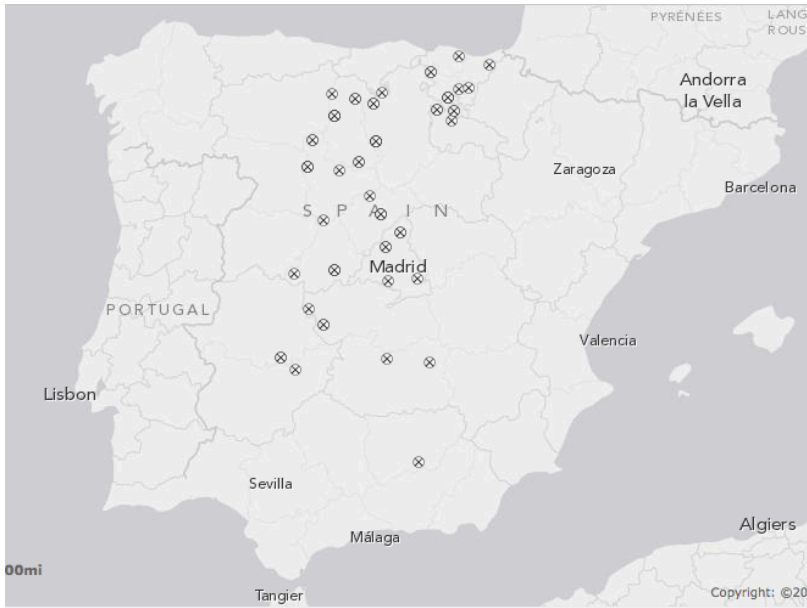 PYRÉNÉES
LANG
ROUS
Andorra
la Vella
Zaragoza
Barcelona
SPAIN
Madrid
PORTUGAL
Valencia
Lisbon
Sevilla
Málaga
Algiers
00mi
Tangier
Copyright: ©20